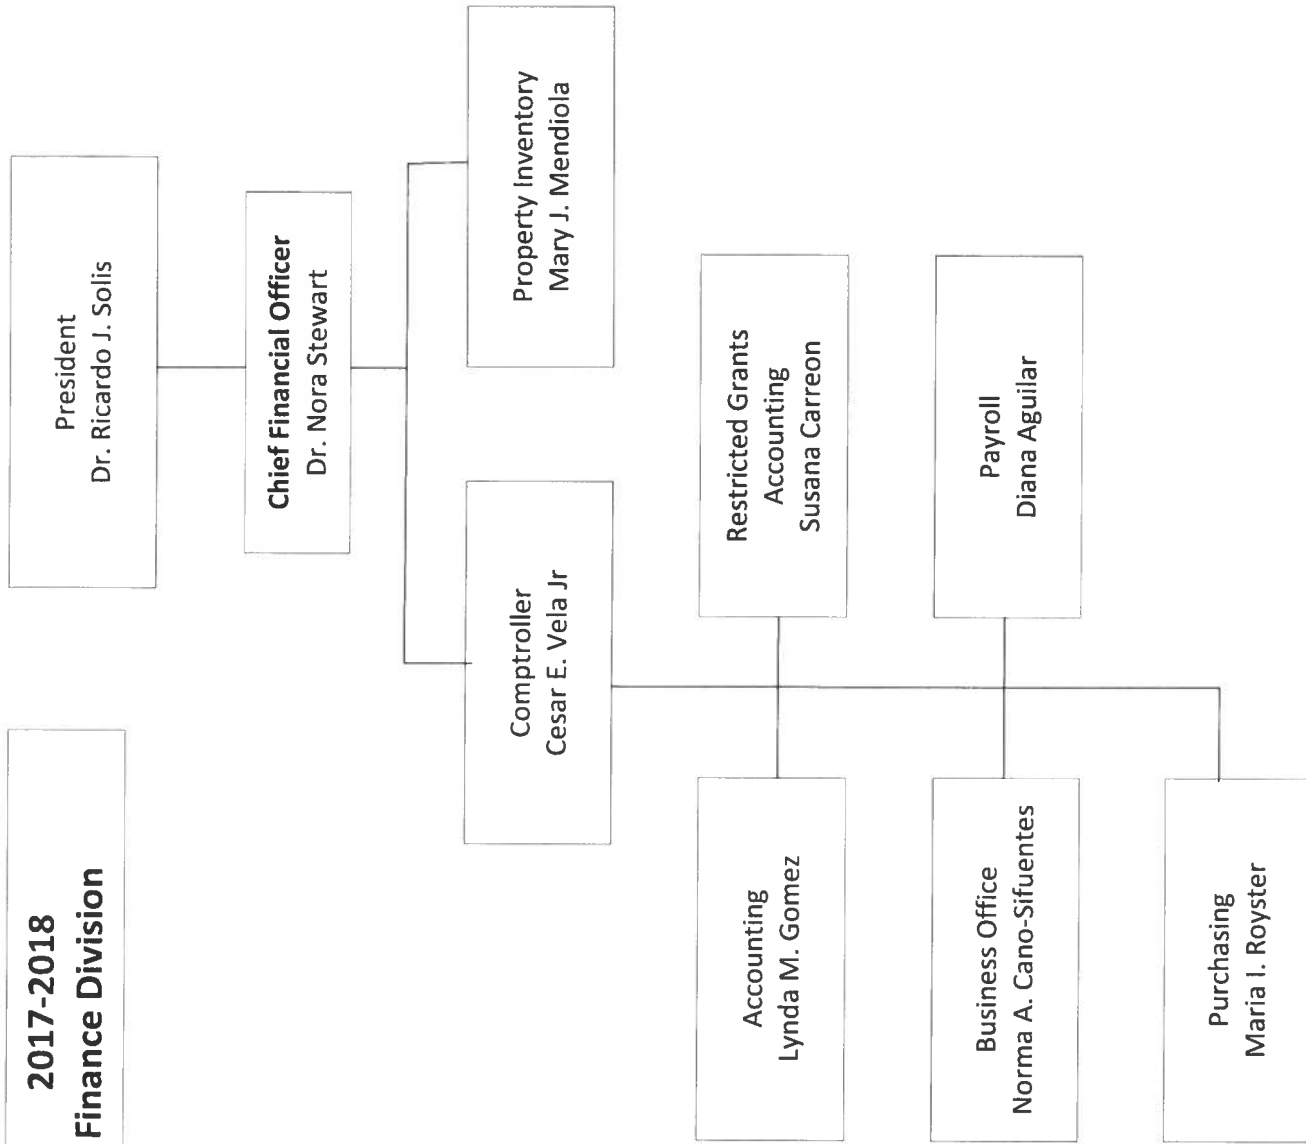 2017-2018
Finance Division
President
Dr. Ricardo J. Solis
Chief Financial Officer
Dr. Nora Stewart
Comptroller
Cesar E. Vela Jr
Property Inventory
Mary J. Mendiola
Accounting
Lynda M. Gomez
Restricted Grants
Accounting
Susana Carreon
Business Office
Norma A. Cano-Sifuentes
Payroll
Diana Aguilar
Purchasing
Maria I. Royster